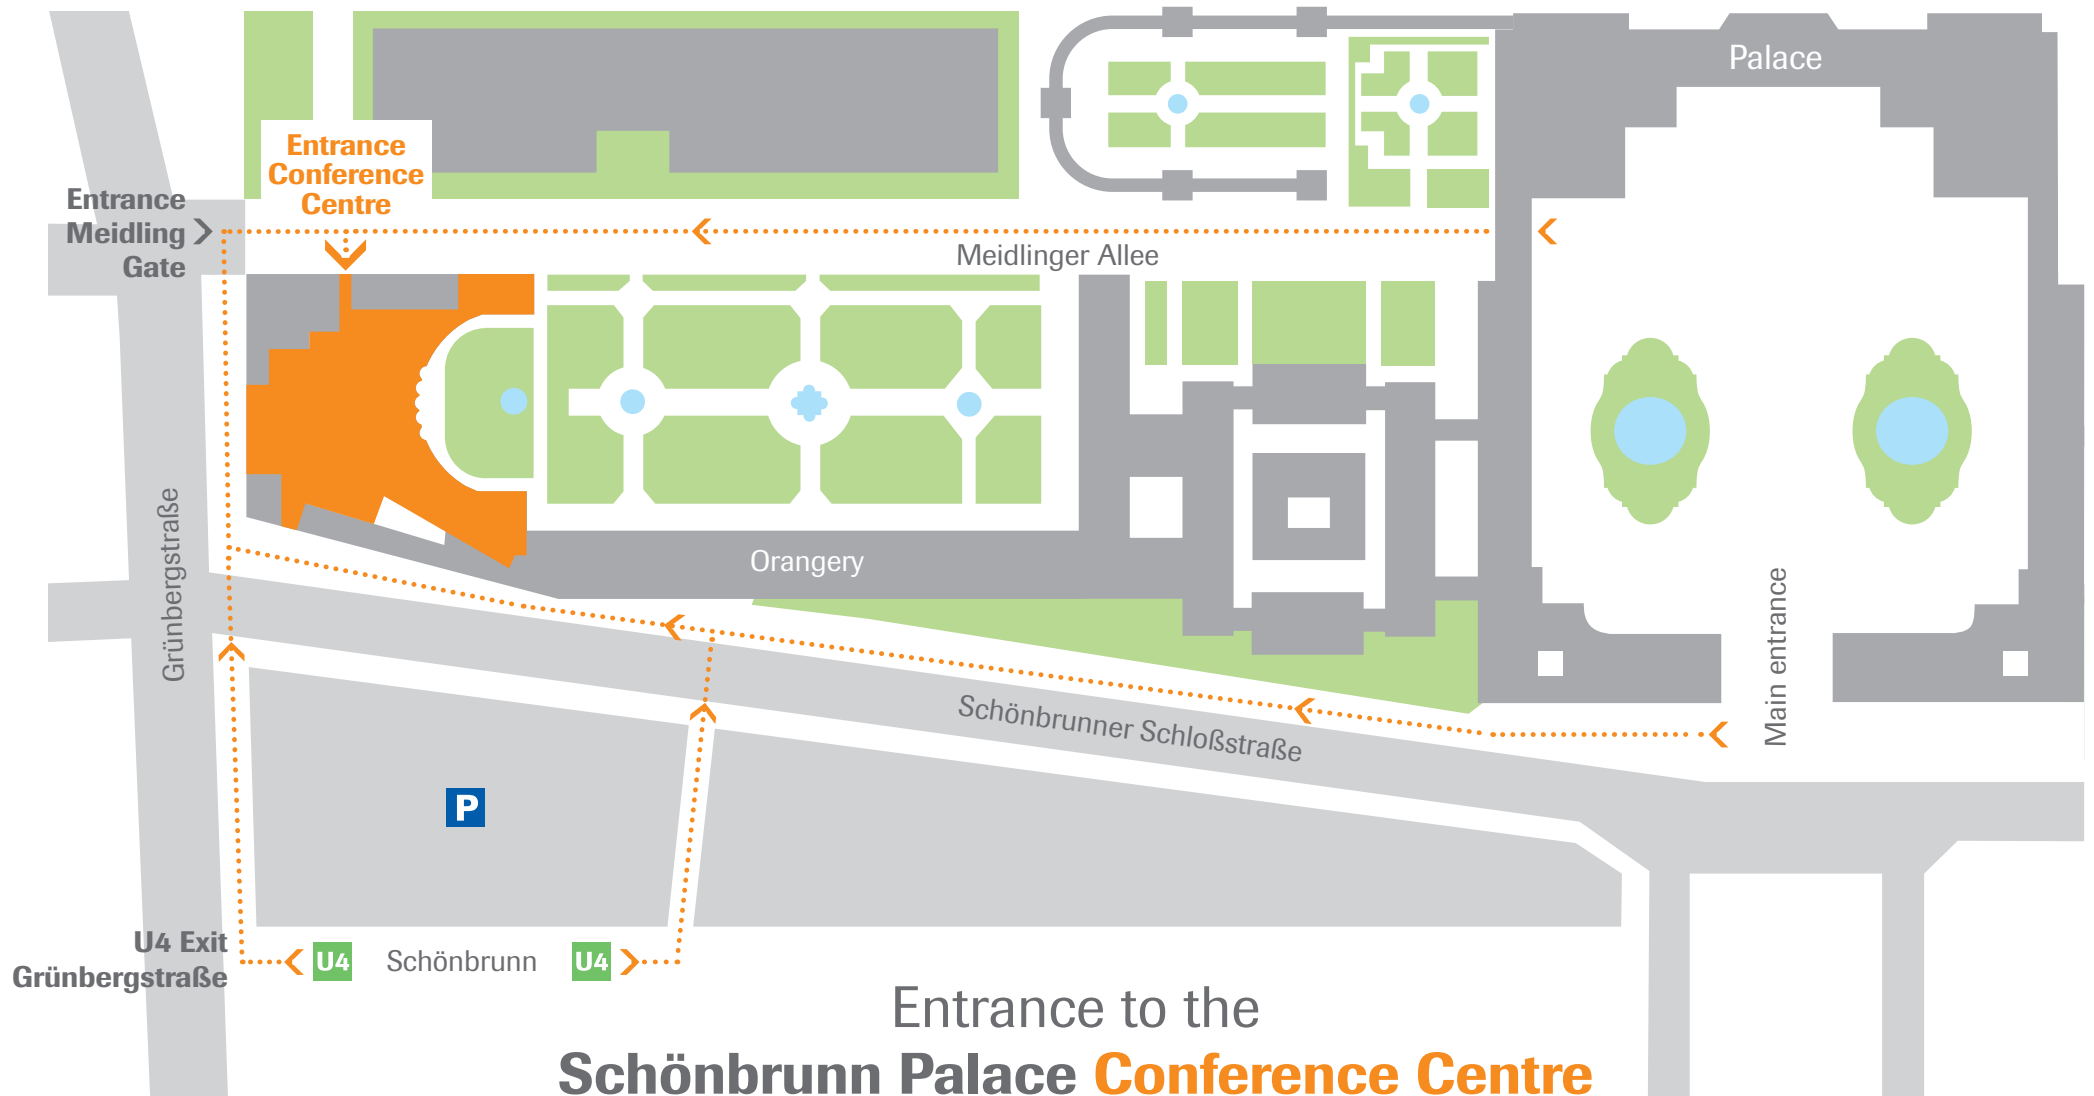 Palace
Entrance
Conference
Centre
Entrance
Meidling
Gate
Meidlinger Allee
Grünbergstraße
Orangery
Main entrance
Schönbrunner Schloßstraße
P
U4 Exit
Grünbergstraße
U4
Schönbrunn
U4
Entrance to the
Schönbrunn Palace Conference Centre